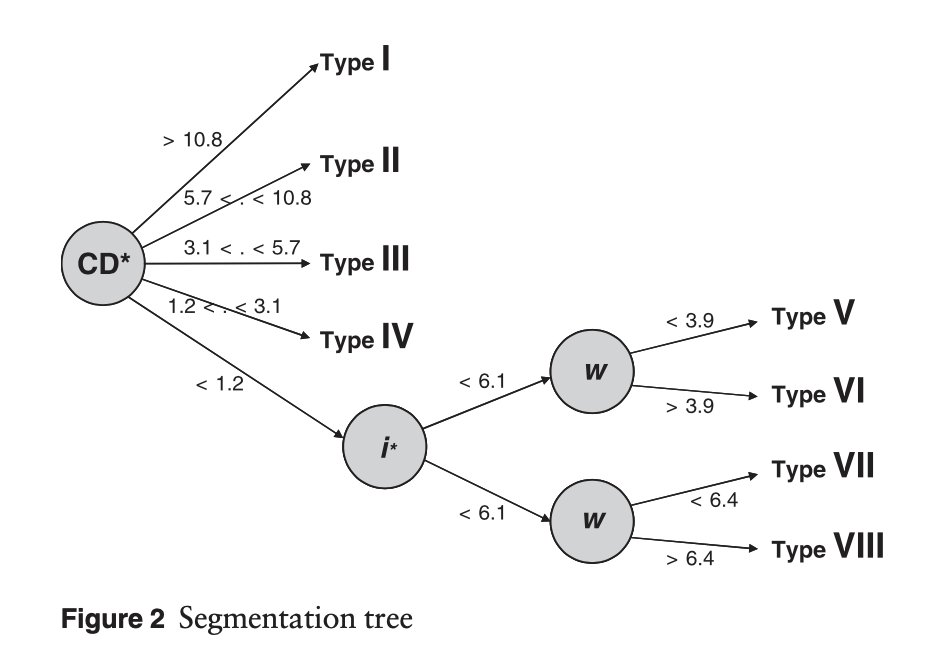 Type I
> 10.8
Type II
5.7 < . < 10.8
3.1 < . < 5.7
CD*
Type III
1.2 < . < 3.1
Type IV
< 1.2
< 3.9
Type V
< 6.1
w
> 3.9
Type VI
i*
< 6.1
w
Type VII
< 6.4
> 6.4
Type VIII
Figure 2 Segmentation tree